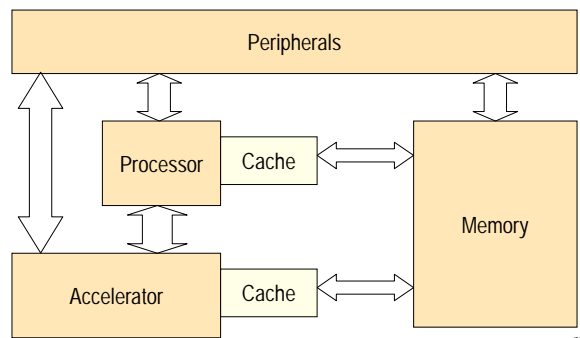 Peripherals
Processor
Cache
Memory
Accelerator
Cache